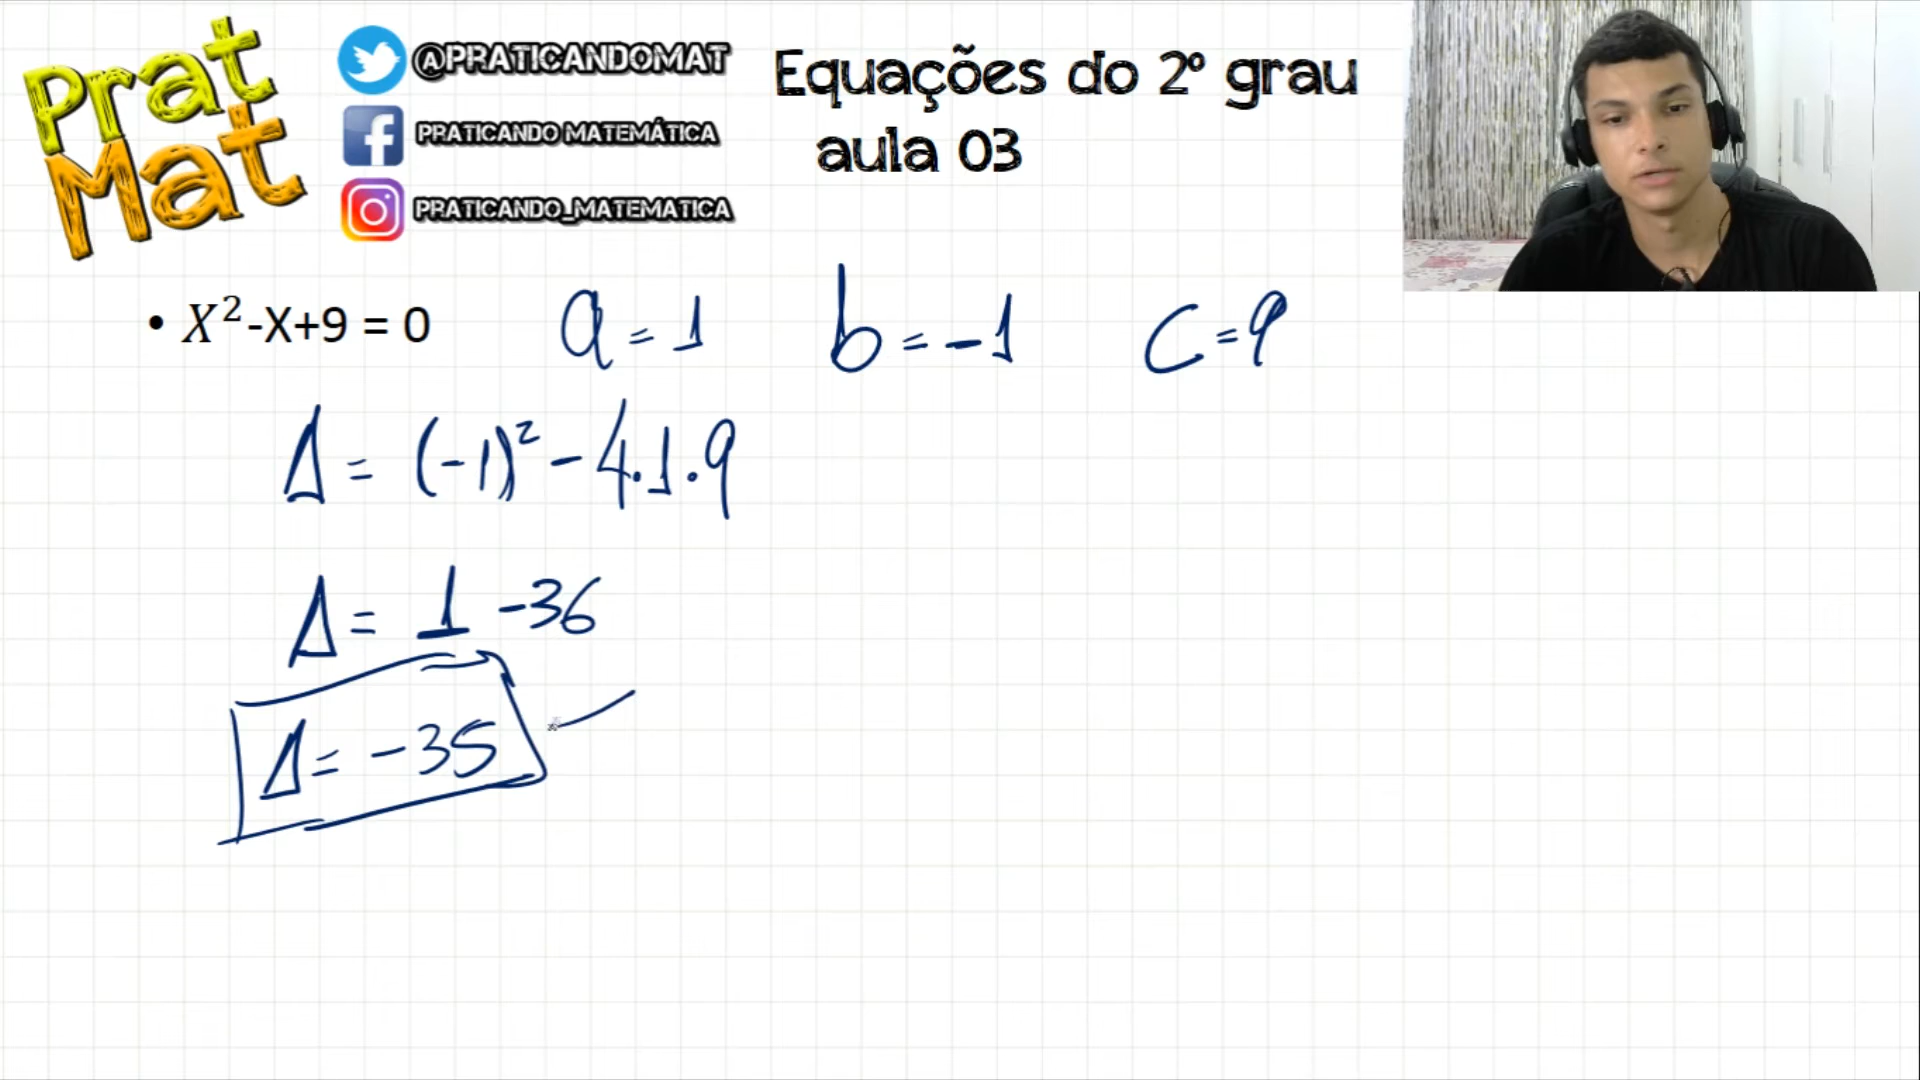 Prat
Mat
@PRATICANDOMAT
PRATICANDO MATEMÁTICA
PRATICANDO_MATEMATICA
Equações do 2º grau
aula 03
• X²-X+9 = 0
a = 1
b = -1
c = 9
Δ = (-1)² - 4.1.9
Δ = 1 -36
Δ = -35